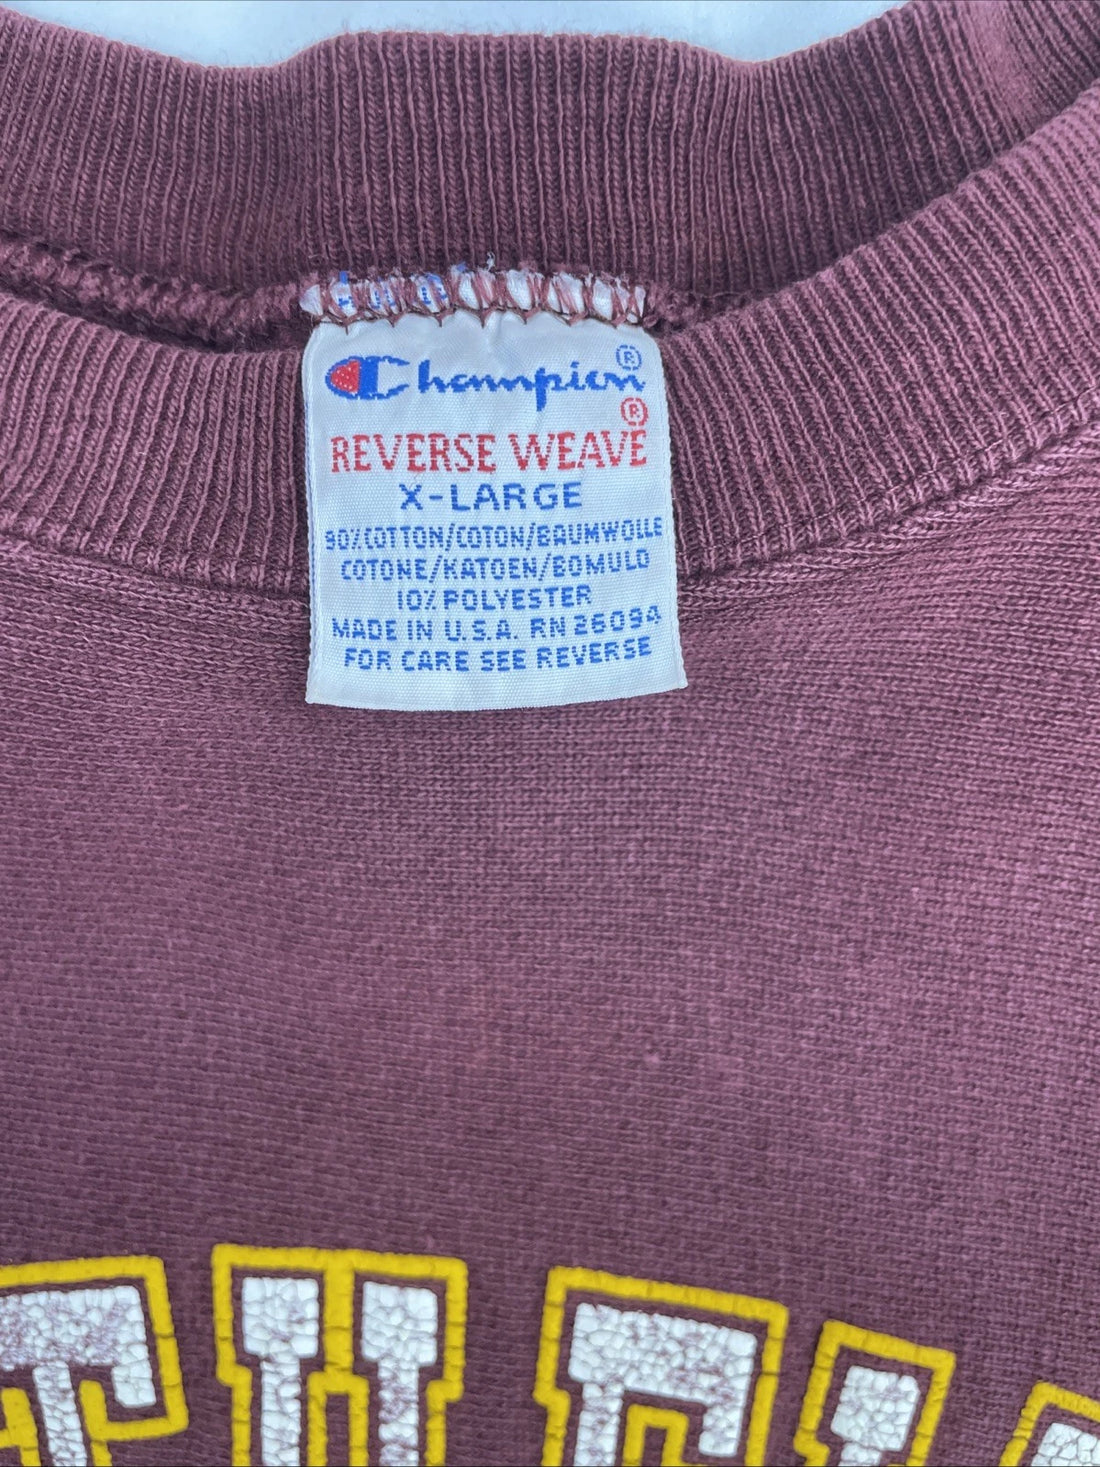 Champion®
REVERSE WEAVE®
X-LARGE
90% COTTON/COTON/BAUMWOLLE
COTONE/KATOEN/BOMULD
10% POLYESTER
MADE IN U.S.A. RN 26094
FOR CARE SEE REVERSE